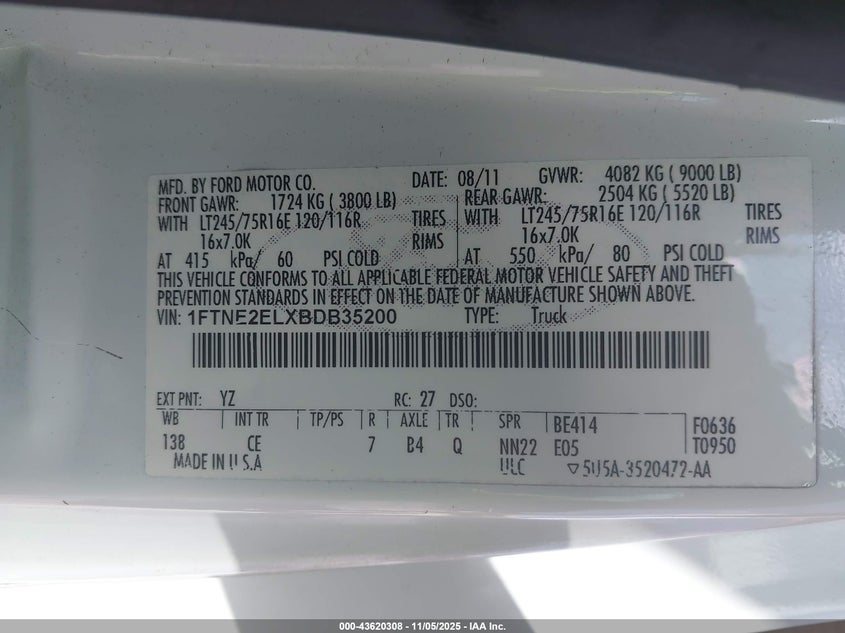 MFD. BY FORD MOTOR CO. DATE: 08/11 GVWR: 4082 KG ( 9000 LB)
FRONT GAWR: 1724 KG ( 3800 LB) REAR GAWR: 2504 KG ( 5520 LB)
WITH LT245/75R16E 120/116R TIRES WITH LT245/75R16E 120/116R TIRES
16x7.0K RIMS 16x7.0K RIMS
AT 415 kPa/ 60 PSI COLD AT 550 kPa/ 80 PSI COLD
THIS VEHICLE CONFORMS TO ALL APPLICABLE FEDERAL MOTOR VEHICLE SAFETY AND THEFT
PREVENTION STANDARDS IN EFFECT ON THE DATE OF MANUFACTURE SHOWN ABOVE.
VIN: 1FTNE2ELXBDB35200 TYPE: Truck
EXT PNT: YZ RC: 27 DSO:
WB INT TR TP/PS R AXLE TR SPR BE414 F0636
138 CE 7 B4 Q NN22 E05 T0950
MADE IN U.S.A ULC ▽5U5A-3520472-AA
000-43620308 - 11/05/2025 - IAA Inc.